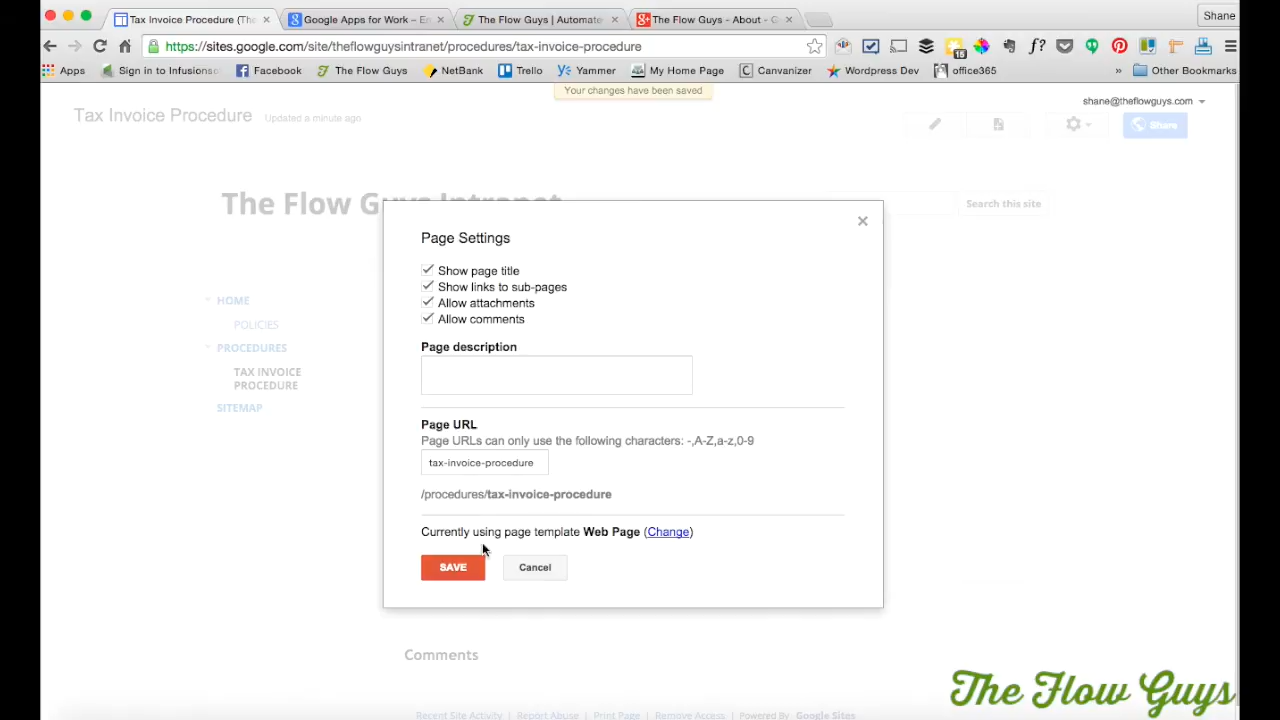 Tax Invoice Procedure (The
Google Apps for Work – En
The Flow Guys | Automate
The Flow Guys - About - G
Shane
https://sites.google.com/site/theflowguysintranet/procedures/tax-invoice-procedure
15
f?
Apps
Sign in to Infusions
Facebook
The Flow Guys
NetBank
Trello
Yammer
My Home Page
Canvanizer
Wordpress Dev
office365
»
Other Bookmarks
Your changes have been saved
shane@theflowguys.com
Tax Invoice Procedure Updated a minute ago
Share
The Flow Guys Intranet
Search this site
HOME
POLICIES
PROCEDURES
TAX INVOICE
PROCEDURE
SITEMAP
Page Settings
Show page title
Show links to sub-pages
Allow attachments
Allow comments
Page description
Page URL
Page URLs can only use the following characters: -,A-Z,a-z,0-9
tax-invoice-procedure
/procedures/tax-invoice-procedure
Currently using page template Web Page (Change)
SAVE
Cancel
Comments
Recent Site Activity | Report Abuse | Print Page | Remove Access | Powered By Google Sites
The Flow Guys